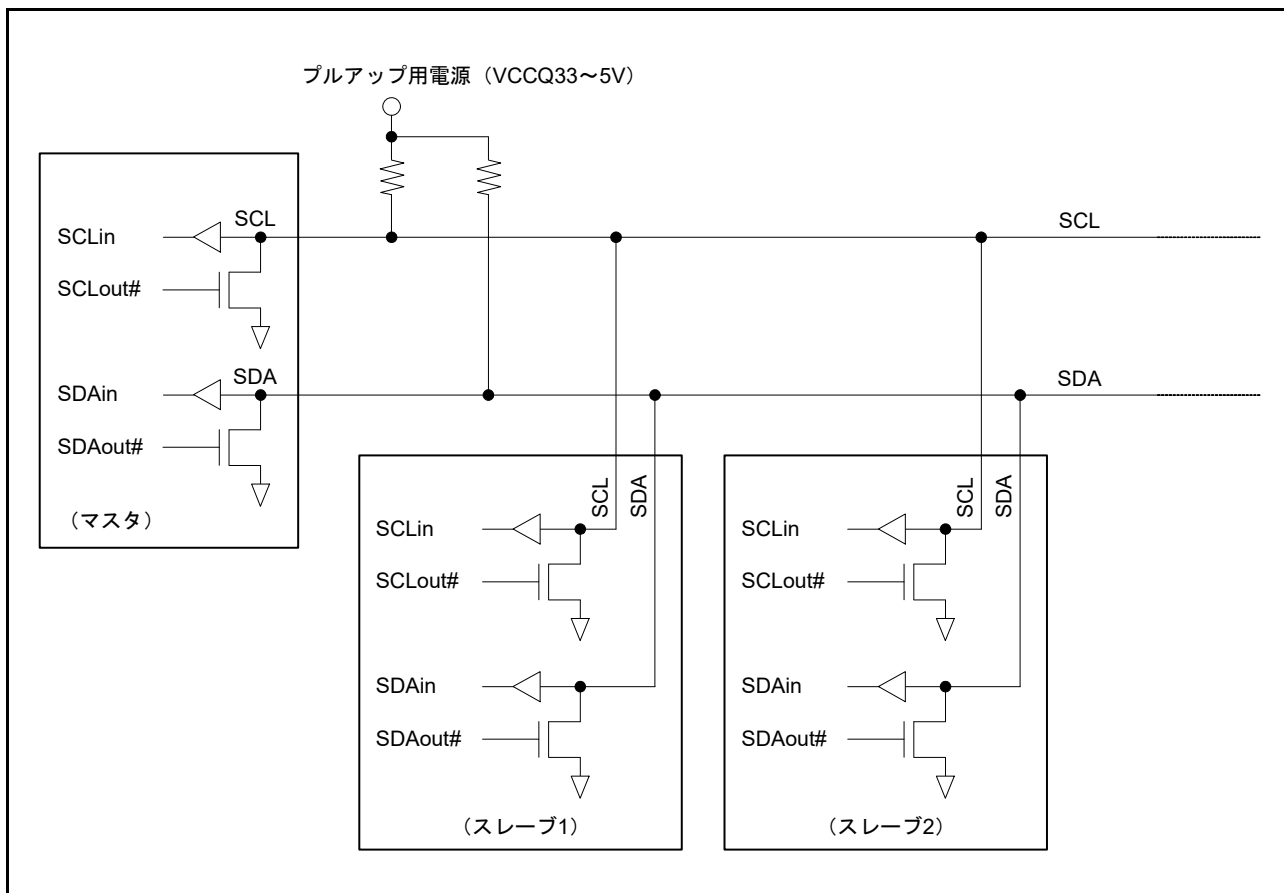 プルアップ用電源（VCCQ33～5V）
SCL
SCLin
SCLout#
SDA
SDAin
SDAout#
（マスタ）
SCL
SDA
SCL
SDA
SCLin
SCLout#
SDAin
SDAout#
（スレーブ1）
SCL
SDA
SCLin
SCLout#
SDAin
SDAout#
（スレーブ2）